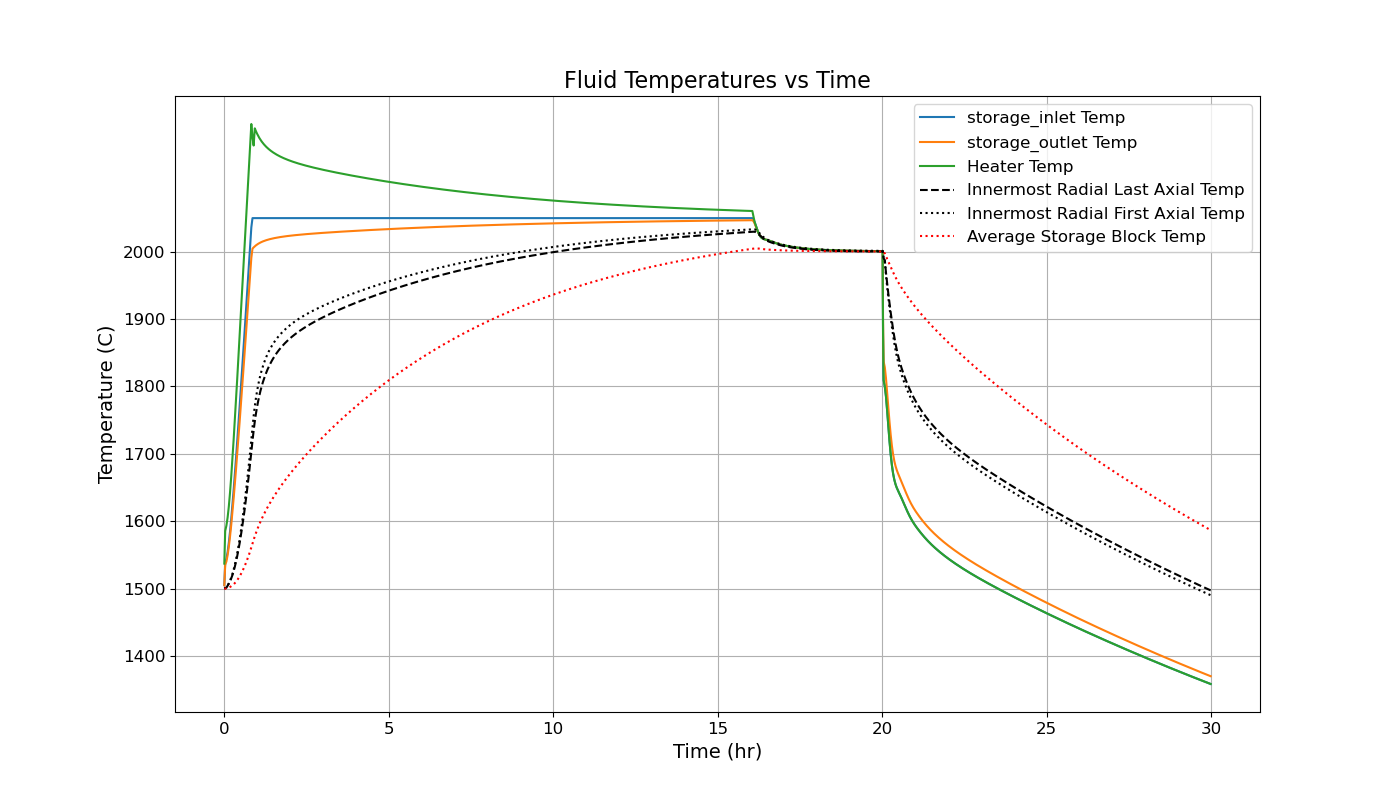 Fluid Temperatures vs Time
storage_inlet Temp
storage_outlet Temp
Heater Temp
Innermost Radial Last Axial Temp
Innermost Radial First Axial Temp
Average Storage Block Temp
Temperature (C)
2000
1900
1800
1700
1600
1500
1400
0 5 10 15 20 25 30
Time (hr)